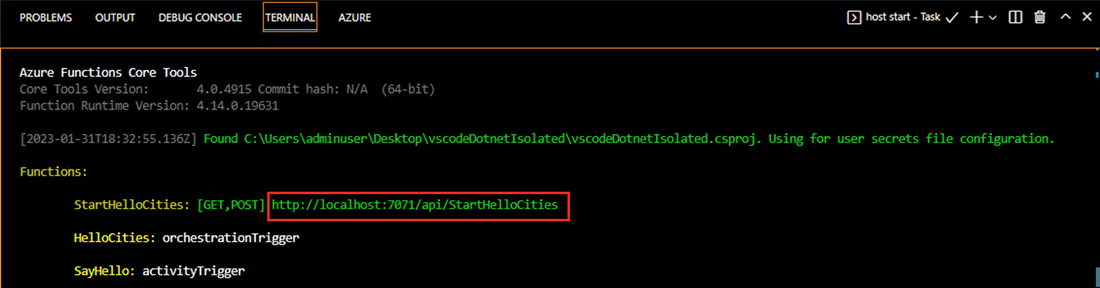 PROBLEMS OUTPUT DEBUG CONSOLE TERMINAL AZURE host start - Task
Azure Functions Core Tools
Core Tools Version: 4.0.4915 Commit hash: N/A (64-bit)
Function Runtime Version: 4.14.0.19631
[2023-01-31T18:32:55.136Z] Found C:\Users\adminuser\Desktop\vscodeDotnetIsolated\vscodeDotnetIsolated.csproj. Using for user secrets file configuration.
Functions:
StartHelloCities: [GET,POST] http://localhost:7071/api/StartHelloCities
HelloCities: orchestrationTrigger
SayHello: activityTrigger